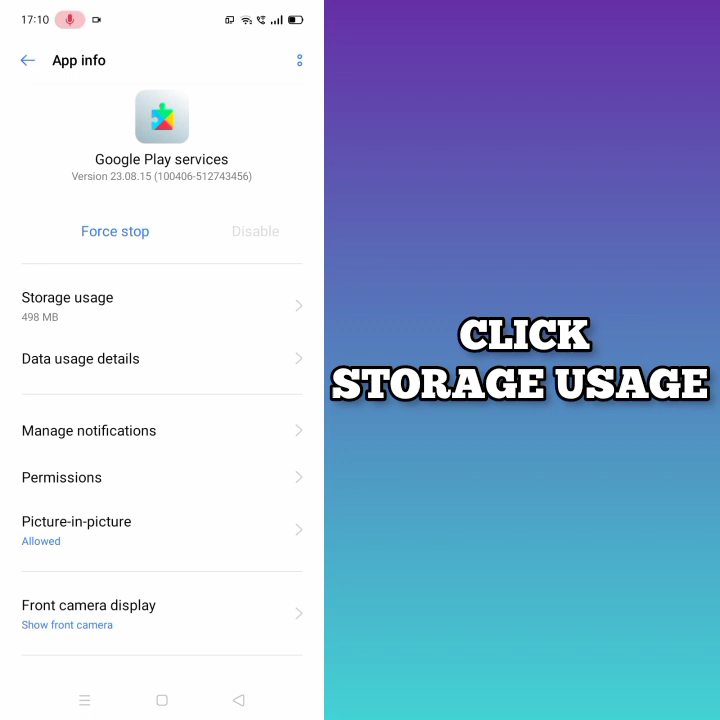 17:10
App info
Google Play services
Version 23.08.15 (100406-512743456)
Force stop
Disable
Storage usage
498 MB
Data usage details
Manage notifications
Permissions
Picture-in-picture
Allowed
Front camera display
Show front camera
CLICK
STORAGE USAGE